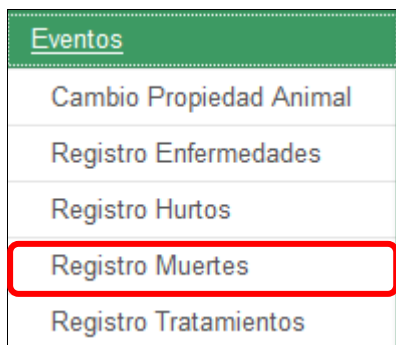 Eventos
Cambio Propiedad Animal
Registro Enfermedades
Registro Hurtos
Registro Muertes
Registro Tratamientos